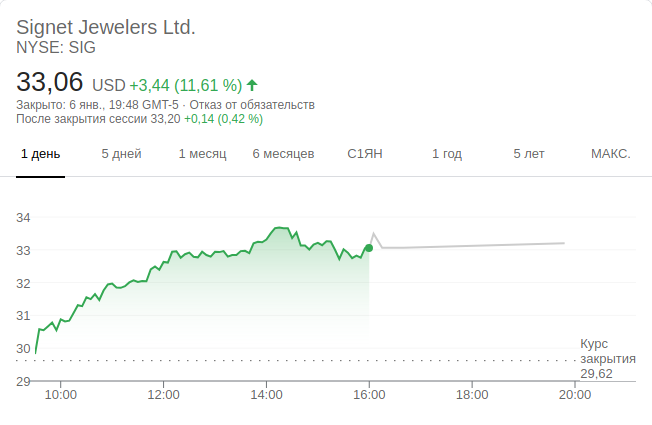 Signet Jewelers Ltd.
NYSE: SIG
33,06 USD +3,44 (11,61 %)
Закрыто: 6 янв., 19:48 GMT-5 · Отказ от обязательств
После закрытия сессии 33,20 +0,14 (0,42 %)
1 день 5 дней 1 месяц 6 месяцев С1ЯН 1 год 5 лет МАКС.
34
33
32
31
30
29
Курс
закрытия
29,62
10:00 12:00 14:00 16:00 18:00 20:00